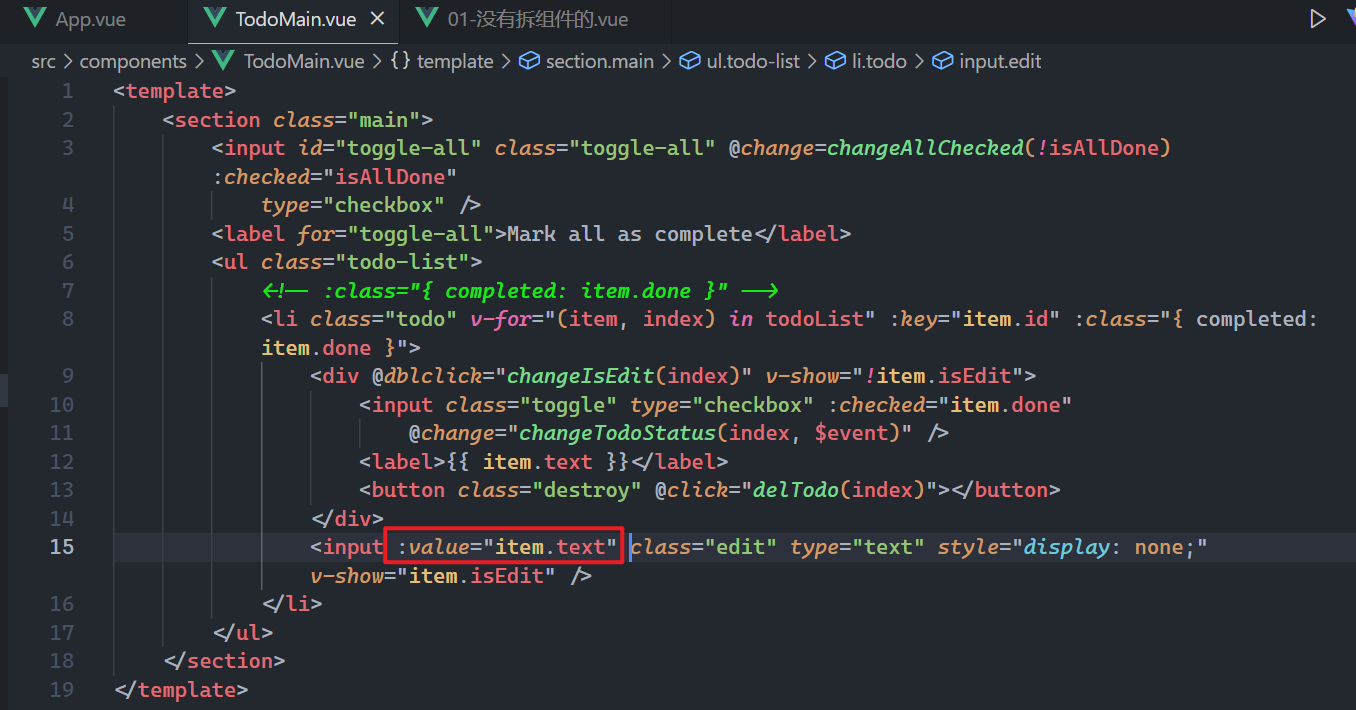 App.vue TodoMain.vue 01-没有拆组件的.vue
src > components > TodoMain.vue > {} template > section.main > ul.todo-list > li.todo > input.edit
1 <template>
2 <section class="main">
3 <input id="toggle-all" class="toggle-all" @change=changeAllChecked(!isAllDone)
:checked="isAllDone"
4 type="checkbox" />
5 <label for="toggle-all">Mark all as complete</label>
6 <ul class="todo-list">
7 <!-- :class="{ completed: item.done }" -->
8 <li class="todo" v-for="(item, index) in todoList" :key="item.id" :class="{ completed:
item.done }">
9 <div @dblclick="changeIsEdit(index)" v-show="!item.isEdit">
10 <input class="toggle" type="checkbox" :checked="item.done"
11 @change="changeTodoStatus(index, $event)" />
12 <label>{{ item.text }}</label>
13 <button class="destroy" @click="delTodo(index)"></button>
14 </div>
15 <input :value="item.text" class="edit" type="text" style="display: none;"
v-show="item.isEdit" />
16 </li>
17 </ul>
18 </section>
19 </template>